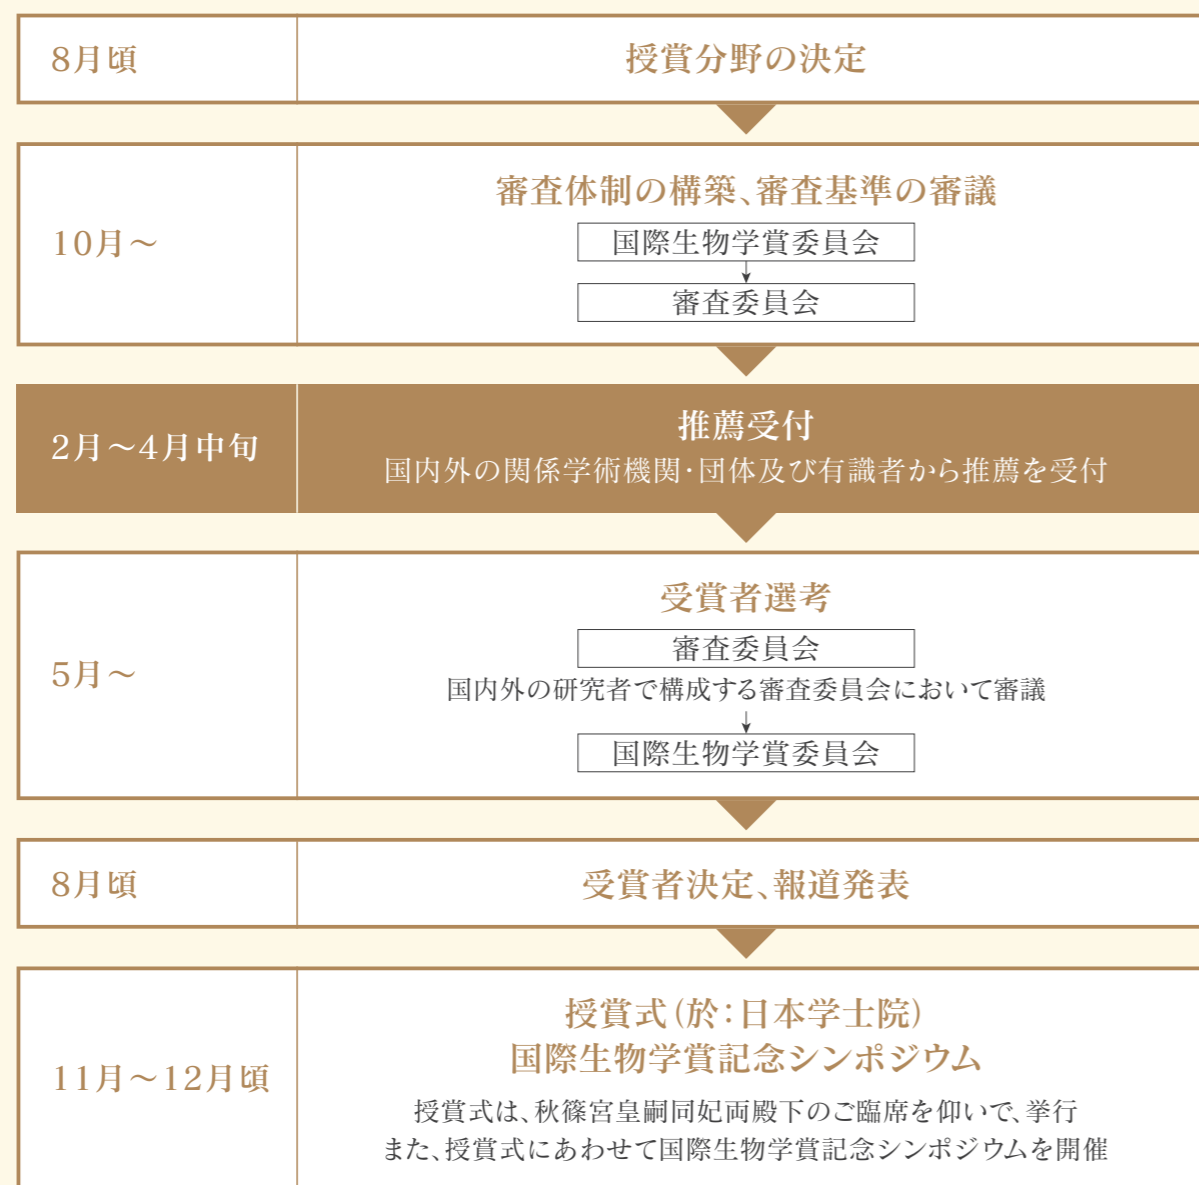 8月頃
授賞分野の決定
10月～
審査体制の構築、審査基準の審議
国際生物学賞委員会
審査委員会
2月～4月中旬
推薦受付
国内外の関係学術機関・団体及び有識者から推薦を受付
5月～
受賞者選考
審査委員会
国内外の研究者で構成する審査委員会において審議
国際生物学賞委員会
8月頃
受賞者決定、報道発表
11月～12月頃
授賞式（於：日本学士院）
国際生物学賞記念シンポジウム
授賞式は、秋篠宮皇嗣同妃両殿下のご臨席を仰いで、挙行
また、授賞式にあわせて国際生物学賞記念シンポジウムを開催